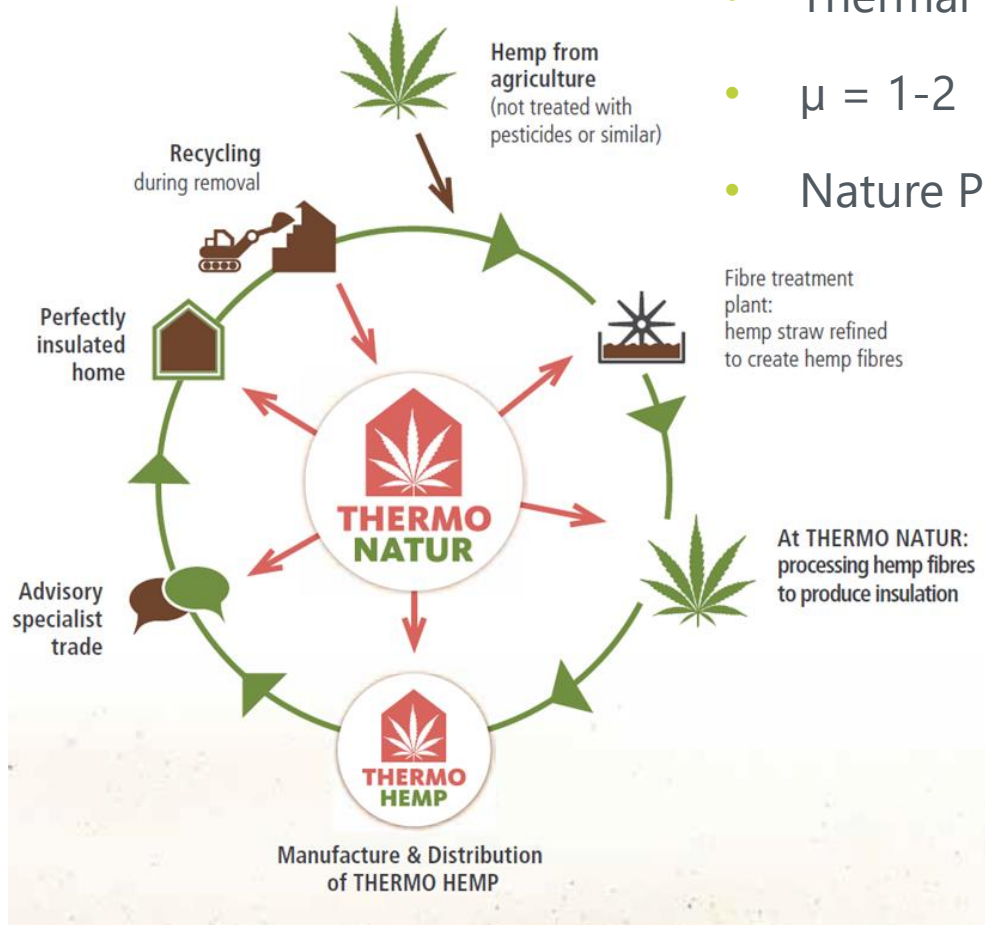 Thermal
• µ = 1-2
• Nature P
Hemp from
agriculture
(not treated with
pesticides or similar)
Recycling
during removal
Fibre treatment
plant:
hemp straw refined
to create hemp fibres
Perfectly
insulated
home
THERMO
NATUR
At THERMO NATUR:
processing hemp fibres
to produce insulation
Advisory
specialist
trade
THERMO
HEMP
Manufacture & Distribution
of THERMO HEMP